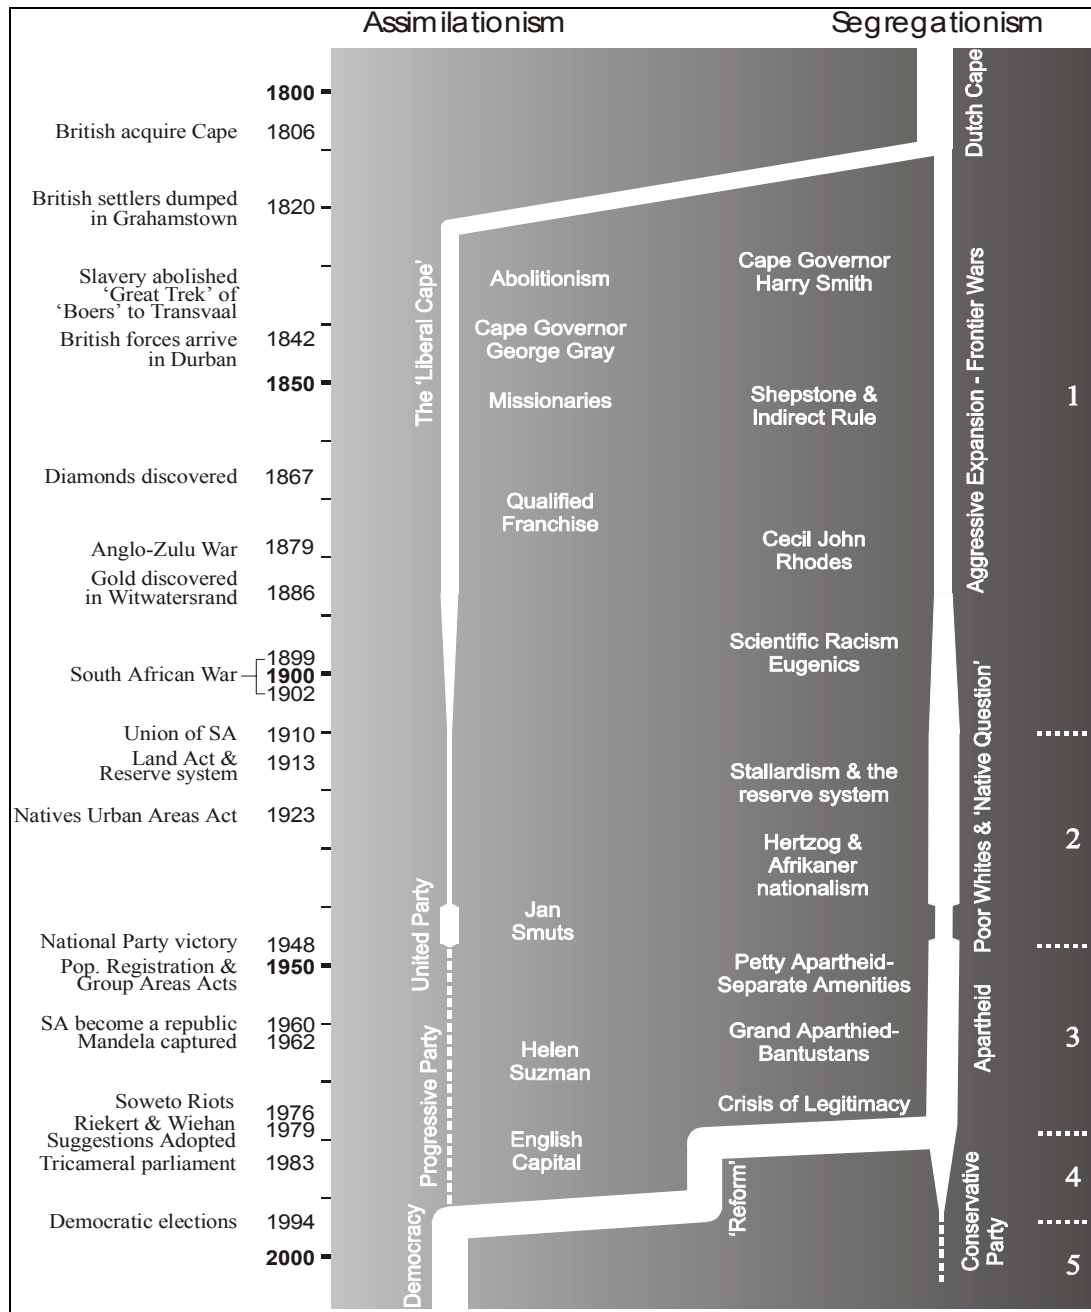 Assimilationism
Segregationism
1800
British acquire Cape
1806
British settlers dumped
in Grahamstown
1820
Slavery abolished
'Great Trek' of
'Boers' to Transvaal
British forces arrive
in Durban
1842
1850
Diamonds discovered
1867
Anglo-Zulu War
1879
Gold discovered
in Witwatersrand
1886
South African War
1899
1900
1902
Union of SA
1910
Land Act &
Reserve system
1913
Natives Urban Areas Act
1923
National Party victory
1948
Pop. Registration &
Group Areas Acts
1950
SA become a republic
1960
Mandela captured
1962
Soweto Riots
1976
Riekert & Wiehan
Suggestions Adopted
1979
Tricameral parliament
1983
Democratic elections
1994
2000
The 'Liberal Cape'
United Party
Progressive Party
Democracy
Abolitionism
Cape Governor
George Gray
Missionaries
Qualified
Franchise
Jan
Smuts
Helen
Suzman
English
Capital
Cape Governor
Harry Smith
Shepstone &
Indirect Rule
Cecil John
Rhodes
Scientific Racism
Eugenics
Stallardism & the
reserve system
Hertzog &
Afrikaner
nationalism
Petty Apartheid-
Separate Amenities
Grand Aparthied-
Bantustans
Crisis of Legitimacy
'Reform'
Dutch Cape
Aggressive Expansion - Frontier Wars
Poor Whites & 'Native Question'
Apartheid
Conservative
Party
1
2
3
4
5